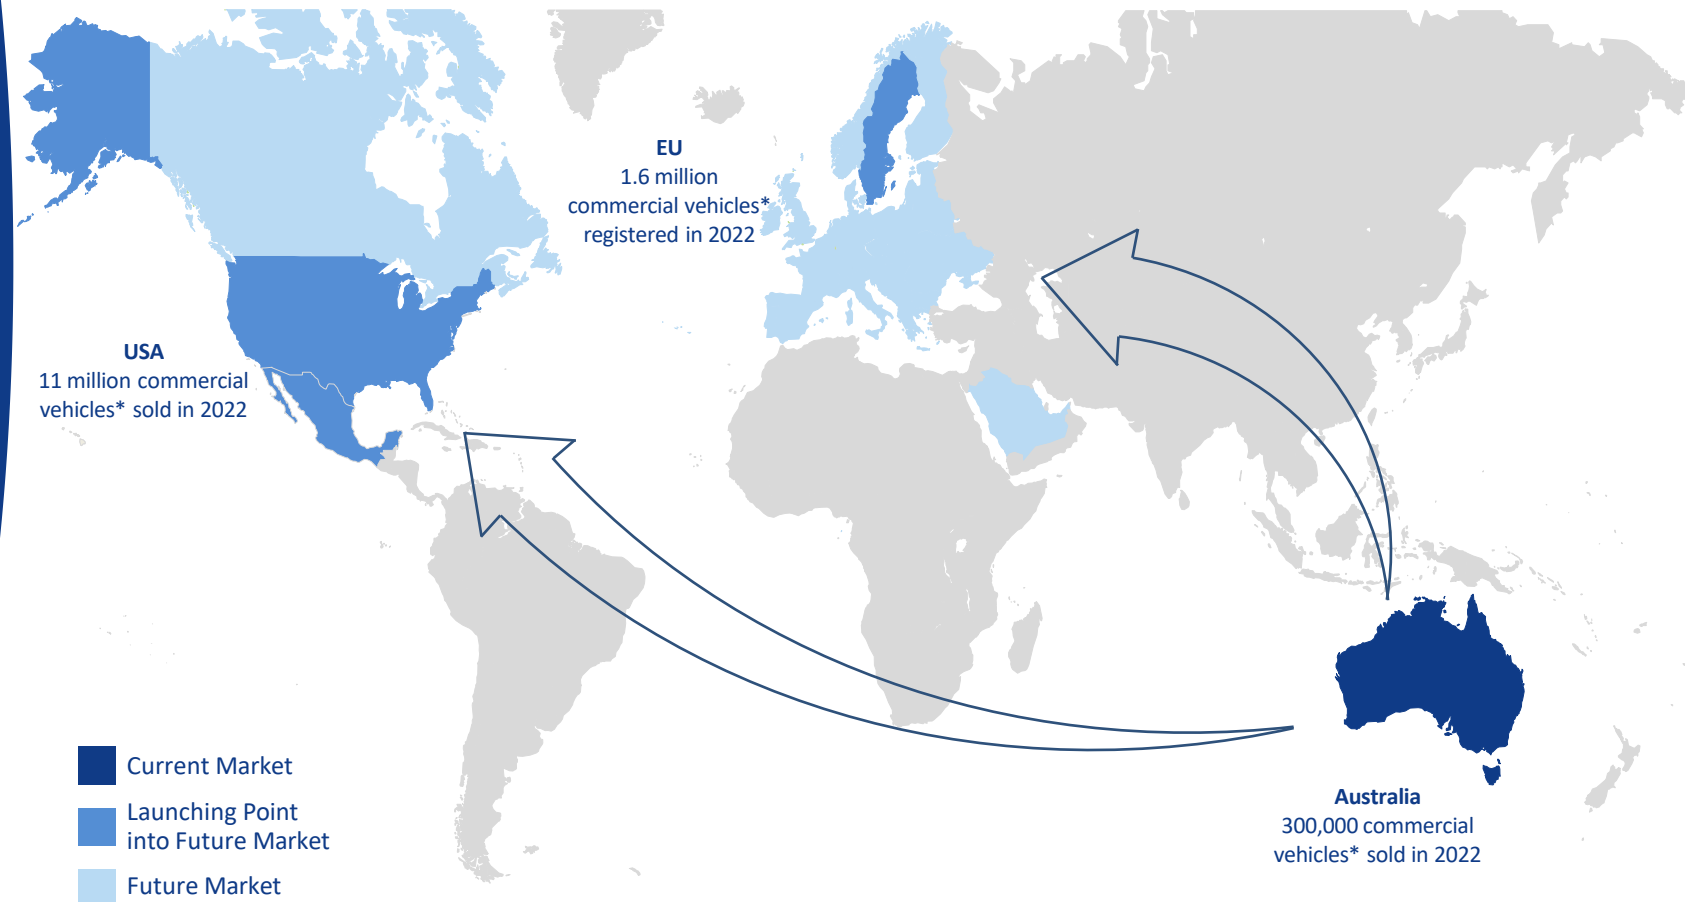 EU
1.6 million
commercial vehicles*
registered in 2022
USA
11 million commercial
vehicles* sold in 2022
Current Market
Launching Point
into Future Market
Future Market
Australia
300,000 commercial
vehicles* sold in 2022